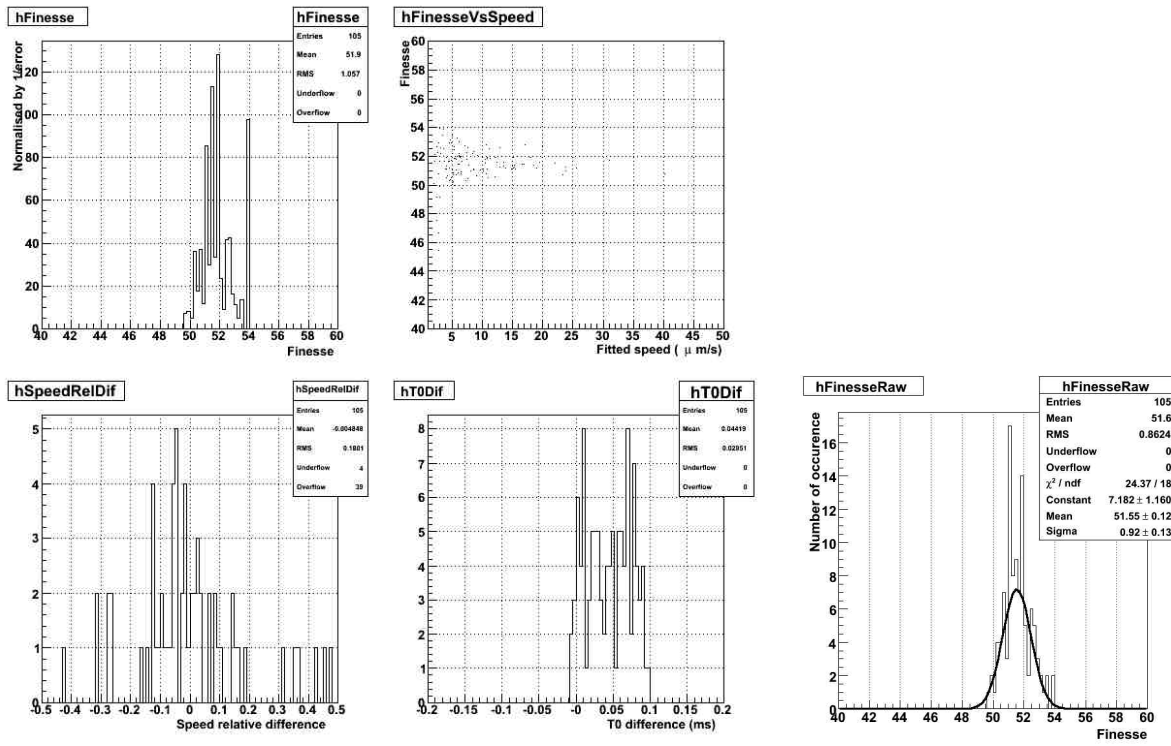 hFinesse
hFinesse
Entries 105
Mean 51.9
RMS 1.057
Underflow 0
Overflow 0
Normalised by 1/error
120
100
80
60
40
20
0
40 42 44 46 48 50 52 54 56 58 60
Finesse
hFinesseVsSpeed
Finesse
60
58
56
54
52
50
48
46
44
42
40
5 10 15 20 25 30 35 40 45 50
Fitted speed ( μ m/s)
hSpeedRelDif
hSpeedRelDif
Entries 105
Mean -0.004848
RMS 0.1801
Underflow 4
Overflow 39
5
4
3
2
1
0
-0.5 -0.4 -0.3 -0.2 -0.1 0 0.1 0.2 0.3 0.4 0.5
Speed relative difference
hT0Dif
hT0Dif
Entries 105
Mean 0.04419
RMS 0.02951
Underflow 0
Overflow 0
8
7
6
5
4
3
2
1
0
-0.2 -0.15 -0.1 -0.05 -0 0.05 0.1 0.15 0.2
T0 difference (ms)
hFinesseRaw
hFinesseRaw
Entries 105
Mean 51.6
RMS 0.8624
Underflow 0
Overflow 0
χ² / ndf 24.37 / 18
Constant 7.182 ± 1.160
Mean 51.55 ± 0.12
Sigma 0.92 ± 0.13
Number of occurence
16
14
12
10
8
6
4
2
0
40 42 44 46 48 50 52 54 56 58 60
Finesse